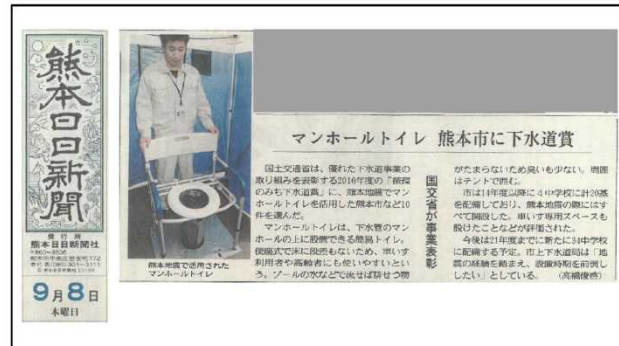 熊本日日新聞
発行所
熊本日日新聞社
9月8日
木曜日
熊本地震で活用された
マンホールトイレ
マンホールトイレ 熊本市に下水道賞
国交省が事業表彰
国土交通省は、優れた下水道事業の
取り組みを表彰する2016年度の「循環
のみち下水道賞」に、熊本地震でマン
ホールトイレを活用した熊本市など10
件を選んだ。
マンホールトイレは、下水管のマン
ホールの上に設置できる簡易トイレ。
便座式で床に段差もないため、車いす
利用者や高齢者にも使いやすいとい
う。プールの水などで流せば排せつ物
がたまらないため臭いも少ない。周囲
はテントで囲む。
市は14年度以降に4中学校に計20基
を配備しており、熊本地震の際にはす
べて開設した。車いす専用スペースも
設けたことなどが評価された。
今後は21年度までに新たに34中学校
に配備する予定。市上下水道局は「地
震の経験を踏まえ、設置時期を前倒し
したい」としている。 (高橋俊啓)